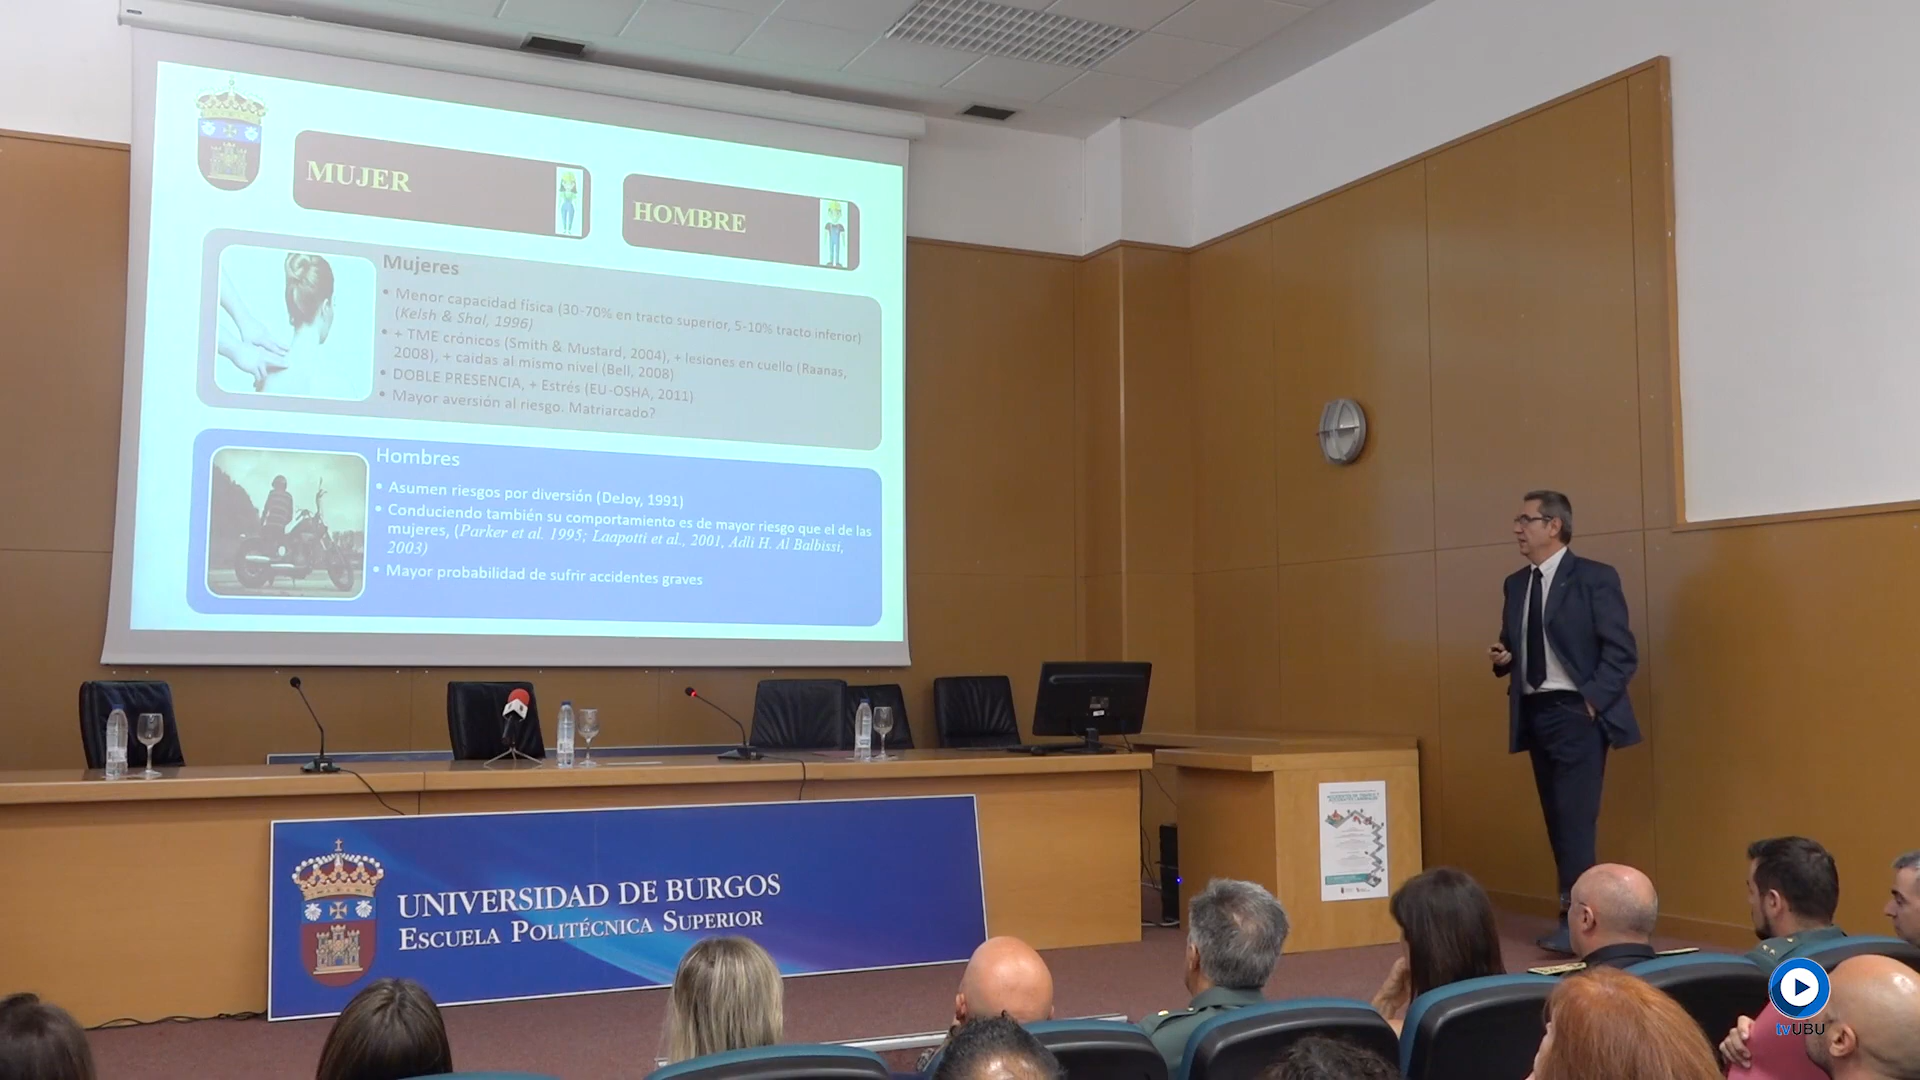 MUJER
HOMBRE
Mujeres
• Menor capacidad física (30-70% en tracto superior, 5-10% tracto inferior)
(Kelsh & Shal, 1996)
• + TME crónicos (Smith & Mustard, 2004), + lesiones en cuello (Raanas,
2008), + caídas al mismo nivel (Bell, 2008)
• DOBLE PRESENCIA, + Estrés (EU-OSHA, 2011)
• Mayor aversión al riesgo. Matriarcado?
Hombres
• Asumen riesgos por diversión (DeJoy, 1991)
• Conduciendo también su comportamiento es de mayor riesgo que el de las
mujeres, (Parker et al. 1995; Laapotti et al., 2001, Adli H. Al Balbissi,
2003)
• Mayor probabilidad de sufrir accidentes graves
UNIVERSIDAD DE BURGOS
ESCUELA POLITÉCNICA SUPERIOR
tvUBU